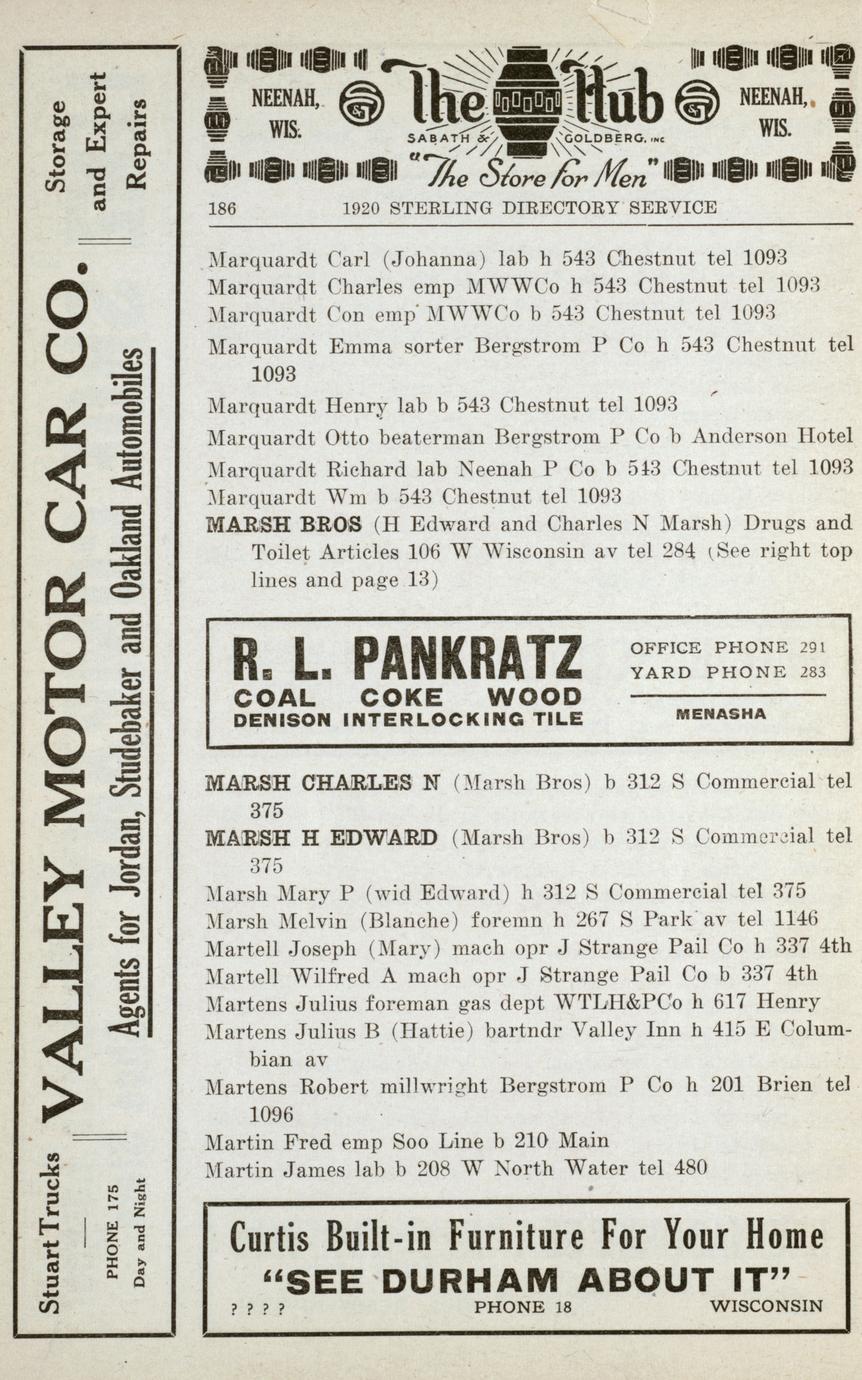 NEENAH,
WIS.
The Hub
SABATH & GOLDBERG, INC
"The Store for Men"
NEENAH,
WIS.
186 1920 STERLING DIRECTORY SERVICE
Marquardt Carl (Johanna) lab h 543 Chestnut tel 1093
Marquardt Charles emp MWWCo h 543 Chestnut tel 1093
Marquardt Con emp MWWCo b 543 Chestnut tel 1093
Marquardt Emma sorter Bergstrom P Co h 543 Chestnut tel
1093
Marquardt Henry lab b 543 Chestnut tel 1093
Marquardt Otto beaterman Bergstrom P Co b Anderson Hotel
Marquardt Richard lab Neenah P Co b 543 Chestnut tel 1093
Marquardt Wm b 543 Chestnut tel 1093
MARSH BROS (H Edward and Charles N Marsh) Drugs and
Toilet Articles 106 W Wisconsin av tel 284 (See right top
lines and page 13)
R. L. PANKRATZ
COAL COKE WOOD
DENISON INTERLOCKING TILE
OFFICE PHONE 291
YARD PHONE 283
MENASHA
MARSH CHARLES N (Marsh Bros) b 312 S Commercial tel
375
MARSH H EDWARD (Marsh Bros) b 312 S Commercial tel
375
Marsh Mary P (wid Edward) h 312 S Commercial tel 375
Marsh Melvin (Blanche) foremn h 267 S Park av tel 1146
Martell Joseph (Mary) mach opr J Strange Pail Co h 337 4th
Martell Wilfred A mach opr J Strange Pail Co b 337 4th
Martens Julius foreman gas dept WTLH&PCo h 617 Henry
Martens Julius B (Hattie) bartndr Valley Inn h 415 E Colum-
bian av
Martens Robert millwright Bergstrom P Co h 201 Brien tel
1096
Martin Fred emp Soo Line b 210 Main
Martin James lab b 208 W North Water tel 480
Curtis Built-in Furniture For Your Home
"SEE DURHAM ABOUT IT"
? ? ? ? PHONE 18 WISCONSIN
Stuart Trucks
PHONE 175
Day and Night
VALLEY MOTOR CAR CO.
Agents for Jordan, Studebaker and Oakland Automobiles
Storage
and Expert
Repairs